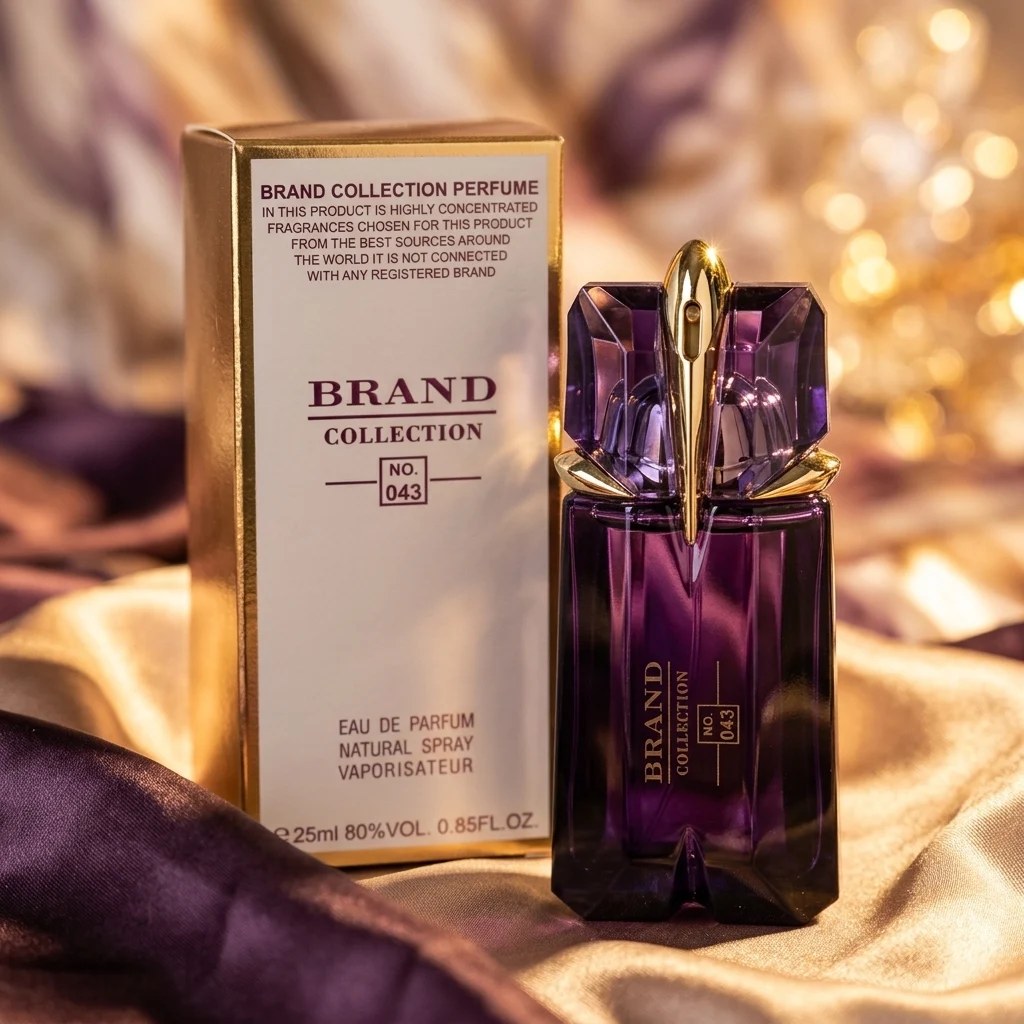 BRAND COLLECTION PERFUME
IN THIS PRODUCT IS HIGHLY CONCENTRATED
FRAGRANCES CHOSEN FOR THIS PRODUCT
FROM THE BEST SOURCES AROUND
THE WORLD IT IS NOT CONNECTED
WITH ANY REGISTERED BRAND
BRAND
COLLECTION
NO.
043
EAU DE PARFUM
NATURAL SPRAY
VAPORISATEUR
℮ 25ml 80%VOL. 0.85FL.OZ.
BRAND
COLLECTION
NO.
043